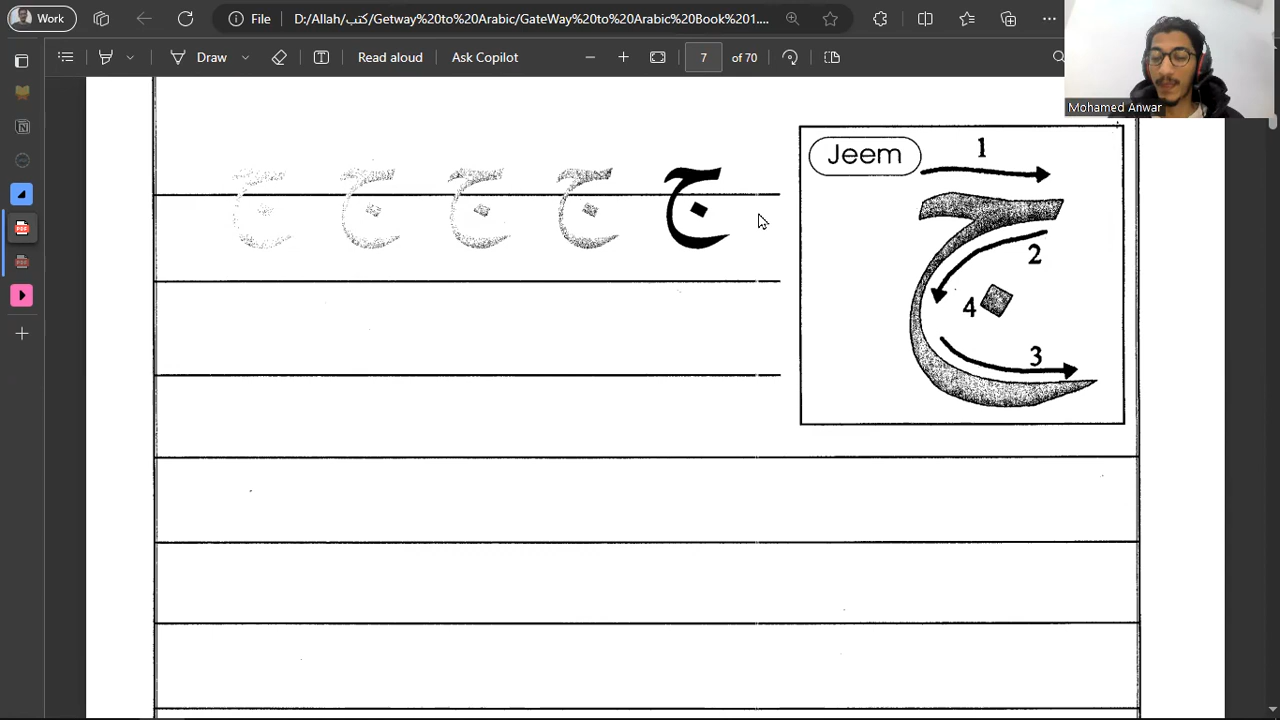 Work
File
D:/Allah/كتب/Getway%20to%20Arabic/GateWay%20to%20Arabic%20Book%201....
Draw
Read aloud
Ask Copilot
7 of 70
Mohamed Anwar
Jeem
1
2
4
3
ج ج ج ج ج